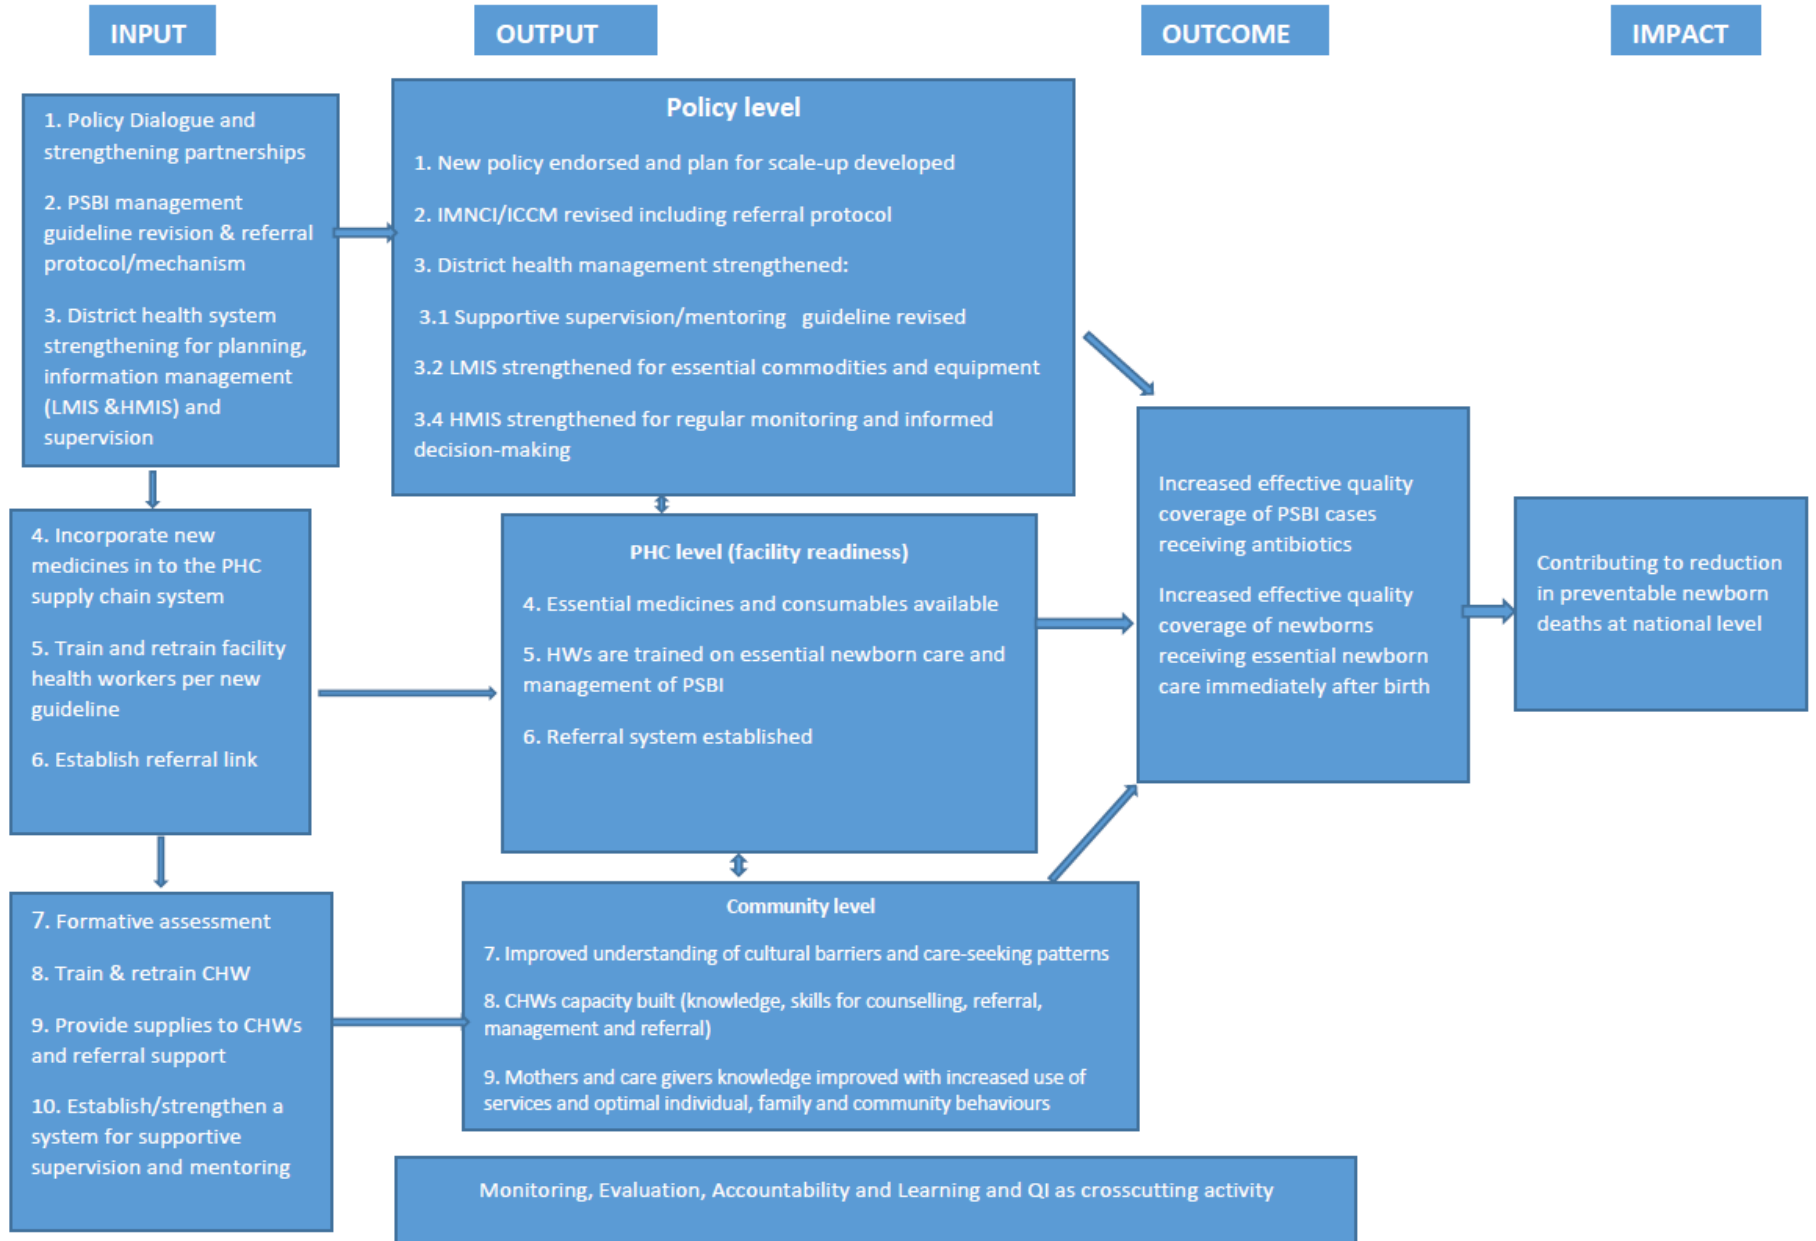 INPUT
OUTPUT
OUTCOME
IMPACT
1. Policy Dialogue and
strengthening partnerships
2. PSBI management
guideline revision & referral
protocol/mechanism
3. District health system
strengthening for planning,
information management
(LMIS &HMIS) and
supervision
Policy level
1. New policy endorsed and plan for scale-up developed
2. IMNCI/ICCM revised including referral protocol
3. District health management strengthened:
3.1 Supportive supervision/mentoring guideline revised
3.2 LMIS strengthened for essential commodities and equipment
3.4 HMIS strengthened for regular monitoring and informed
decision-making
4. Incorporate new
medicines in to the PHC
supply chain system
5. Train and retrain facility
health workers per new
guideline
6. Establish referral link
PHC level (facility readiness)
4. Essential medicines and consumables available
5. HWs are trained on essential newborn care and
management of PSBI
6. Referral system established
7. Formative assessment
8. Train & retrain CHW
9. Provide supplies to CHWs
and referral support
10. Establish/strengthen a
system for supportive
supervision and mentoring
Community level
7. Improved understanding of cultural barriers and care-seeking patterns
8. CHWs capacity built (knowledge, skills for counselling, referral,
management and referral)
9. Mothers and care givers knowledge improved with increased use of
services and optimal individual, family and community behaviours
Increased effective quality
coverage of PSBI cases
receiving antibiotics
Increased effective quality
coverage of newborns
receiving essential newborn
care immediately after birth
Contributing to reduction
in preventable newborn
deaths at national level
Monitoring, Evaluation, Accountability and Learning and QI as crosscutting activity